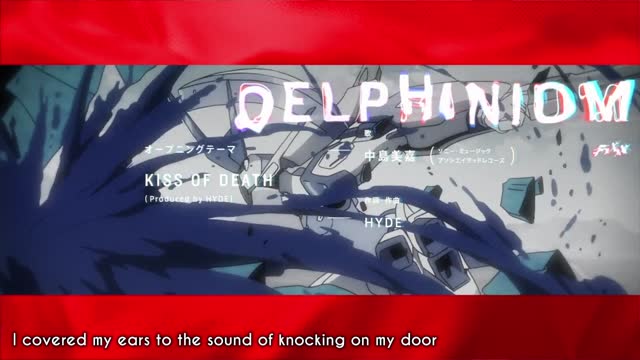 DELPHINIUM
オープニングテーマ
KISS OF DEATH
(Produced by HYDE)
歌
中島美嘉
(ソニー・ミュージック
アソシエイテッドレコーズ)
作詞 作曲
HYDE
I covered my ears to the sound of knocking on my door